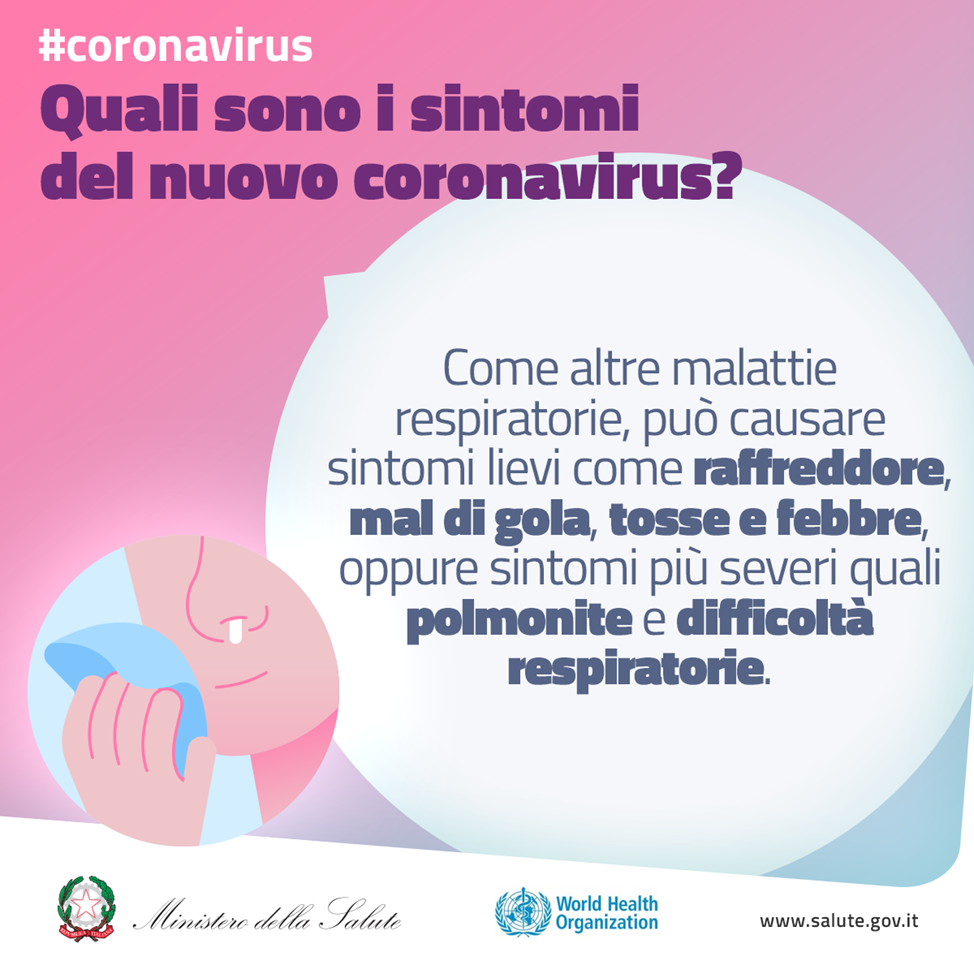 #coronavirus
Quali sono i sintomi
del nuovo coronavirus?
Come altre malattie
respiratorie, può causare
sintomi lievi come raffreddore,
mal di gola, tosse e febbre,
oppure sintomi più severi quali
polmonite e difficoltà
respiratorie.
Ministero della Salute
World Health
Organization
www.salute.gov.it